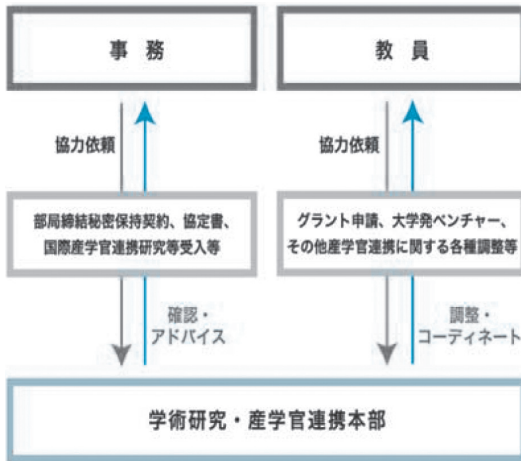 事　務
教　員
協力依頼
協力依頼
部局締結秘密保持契約、協定書、
国際産学官連携研究等受入等
グラント申請、大学発ベンチャー、
その他産学官連携に関する各種調整等
確認・
アドバイス
調整・
コーディネート
学術研究・産学官連携本部